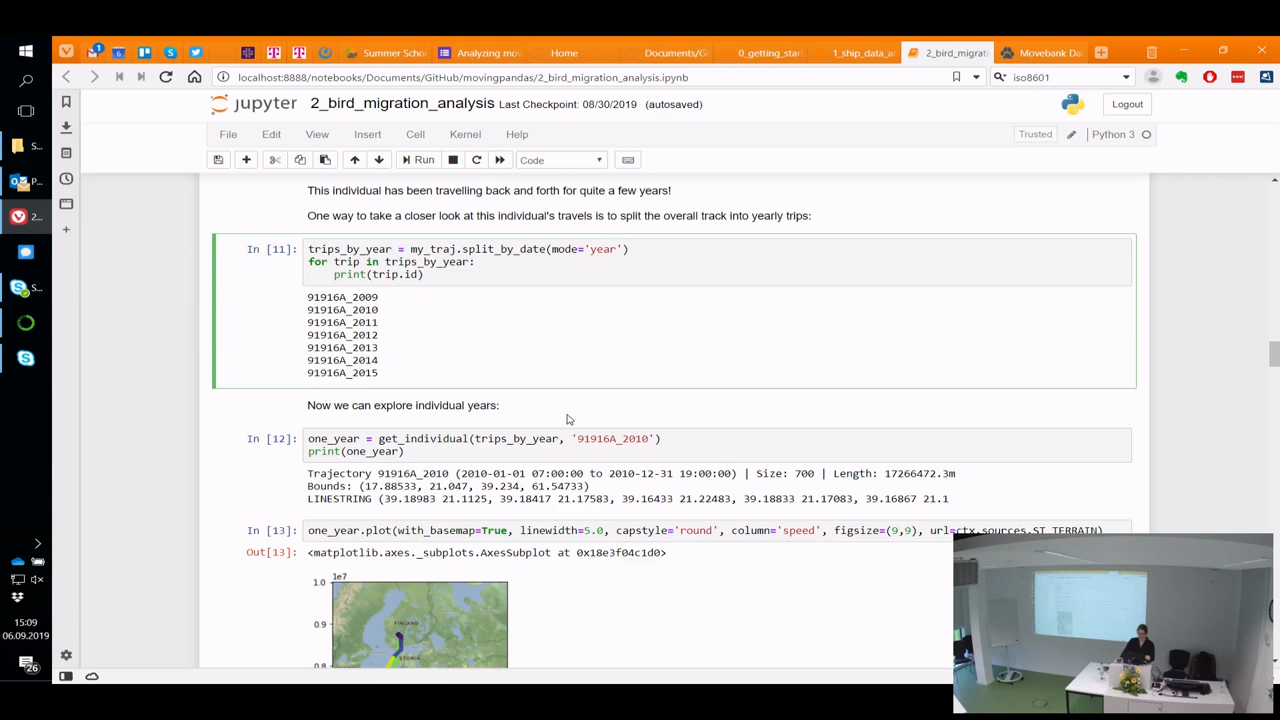 1
6
Summer Scho
Analyzing mov
Home
Documents/Gi
0_getting_star
1_ship_data_an
2_bird_migrati
Movebank Da
localhost:8888/notebooks/Documents/GitHub/movingpandas/2_bird_migration_analysis.ipynb
iso8601
jupyter 2_bird_migration_analysis Last Checkpoint: 08/30/2019 (autosaved)
Logout
File Edit View Insert Cell Kernel Help
Trusted
Python 3
Run
Code
S...
P...
2...
S...
This individual has been travelling back and forth for quite a few years!
One way to take a closer look at this individual's travels is to split the overall track into yearly trips:
In [11]: trips_by_year = my_traj.split_by_date(mode='year')
for trip in trips_by_year:
print(trip.id)
91916A_2009
91916A_2010
91916A_2011
91916A_2012
91916A_2013
91916A_2014
91916A_2015
Now we can explore individual years:
In [12]: one_year = get_individual(trips_by_year, '91916A_2010')
print(one_year)
Trajectory 91916A_2010 (2010-01-01 07:00:00 to 2010-12-31 19:00:00) | Size: 700 | Length: 17266472.3m
Bounds: (17.88533, 21.047, 39.234, 61.54733)
LINESTRING (39.18983 21.1125, 39.18417 21.17583, 39.16433 21.22483, 39.18833 21.17083, 39.16867 21.1
In [13]: one_year.plot(with_basemap=True, linewidth=5.0, capstyle='round', column='speed', figsize=(9,9), url=ctx.sources.ST_TERRAIN)
Out[13]: <matplotlib.axes._subplots.AxesSubplot at 0x18e3f04c1d0>
1e7
1.0
0.9
0.8
FINLAND
ESTONIA
15:09
06.09.2019
26